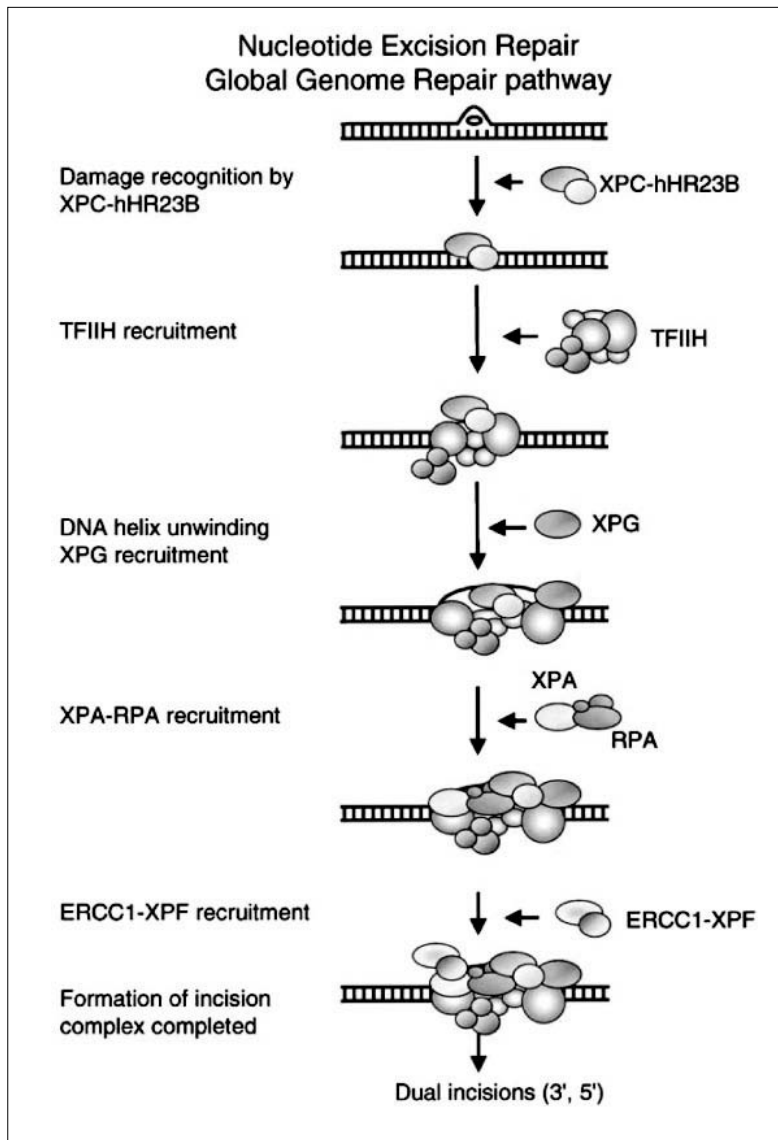 Nucleotide Excision Repair
Global Genome Repair pathway
Damage recognition by
XPC-hHR23B
XPC-hHR23B
TFIIH recruitment
TFIIH
DNA helix unwinding
XPG recruitment
XPG
XPA
XPA-RPA recruitment
RPA
ERCC1-XPF recruitment
ERCC1-XPF
Formation of incision
complex completed
Dual incisions (3', 5')